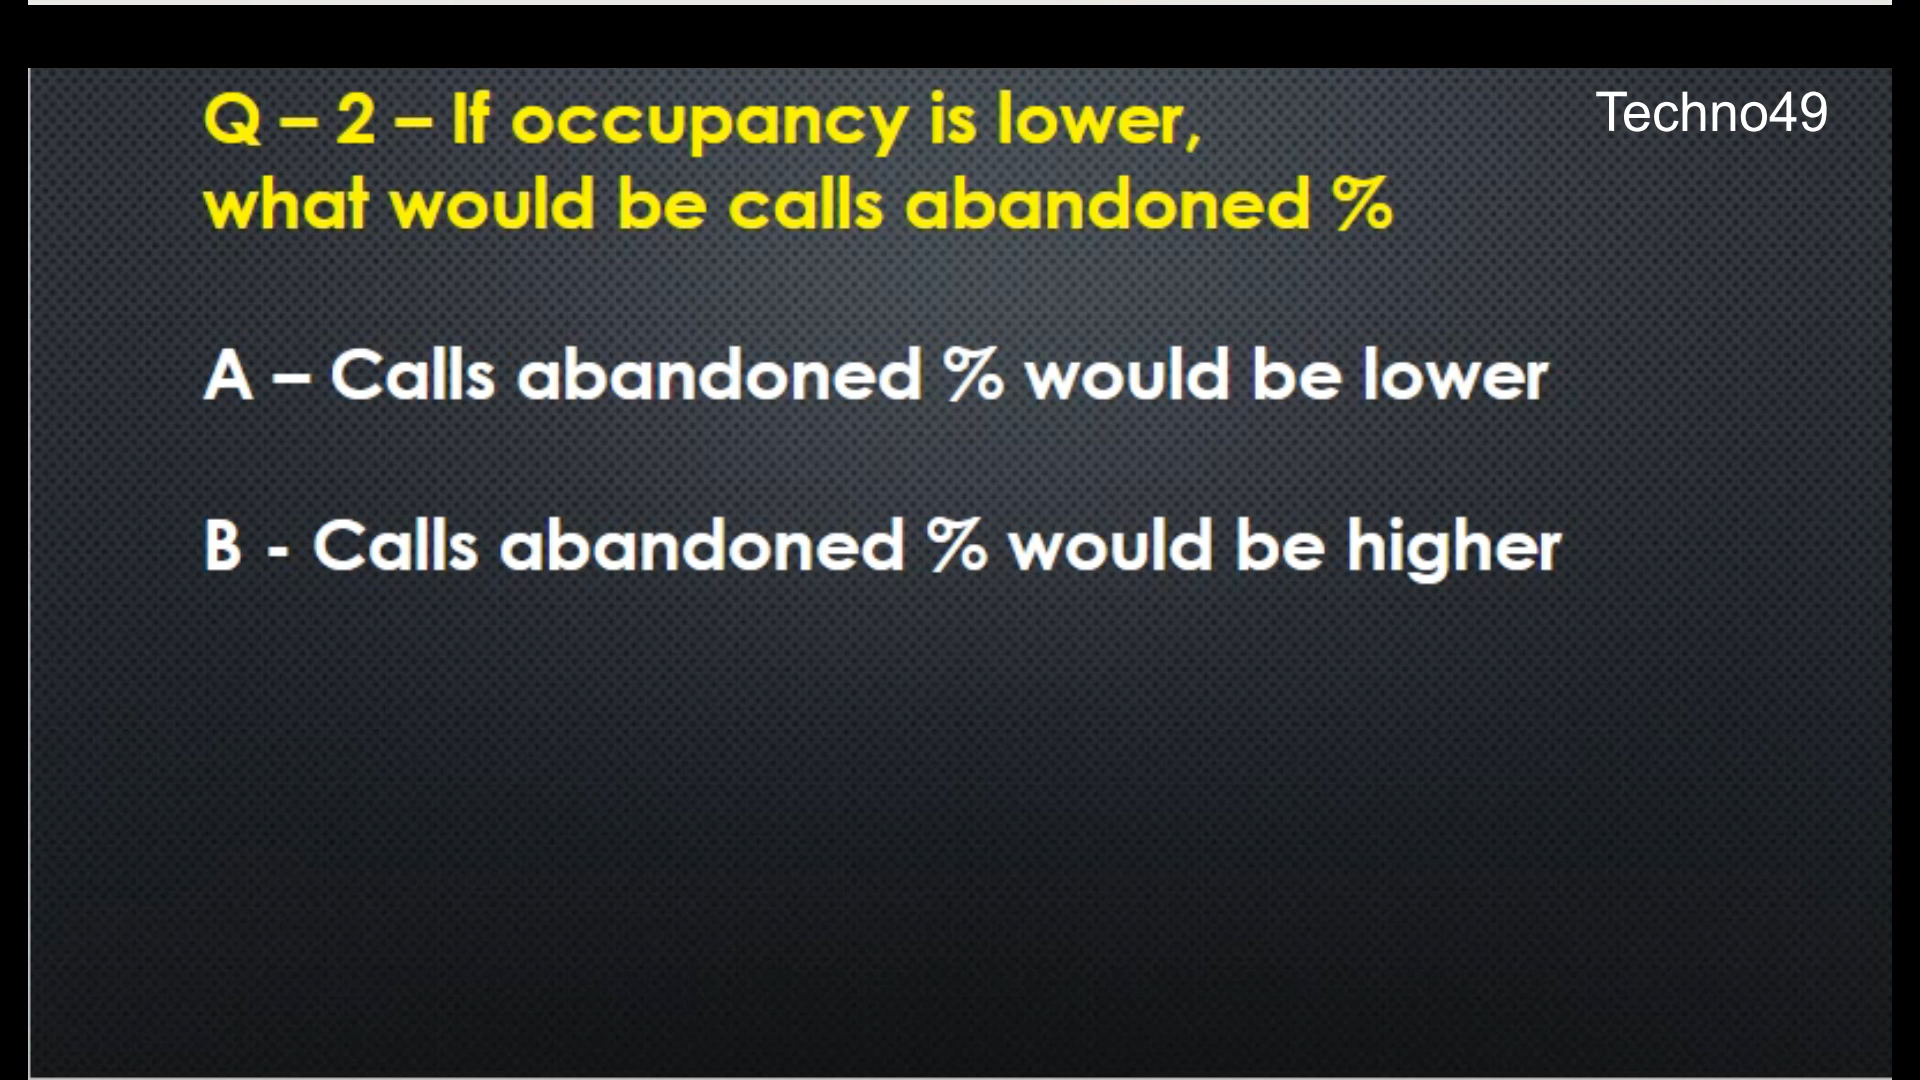 Q – 2 – If occupancy is lower,
Techno49
what would be calls abandoned %
A – Calls abandoned % would be lower
B - Calls abandoned % would be higher